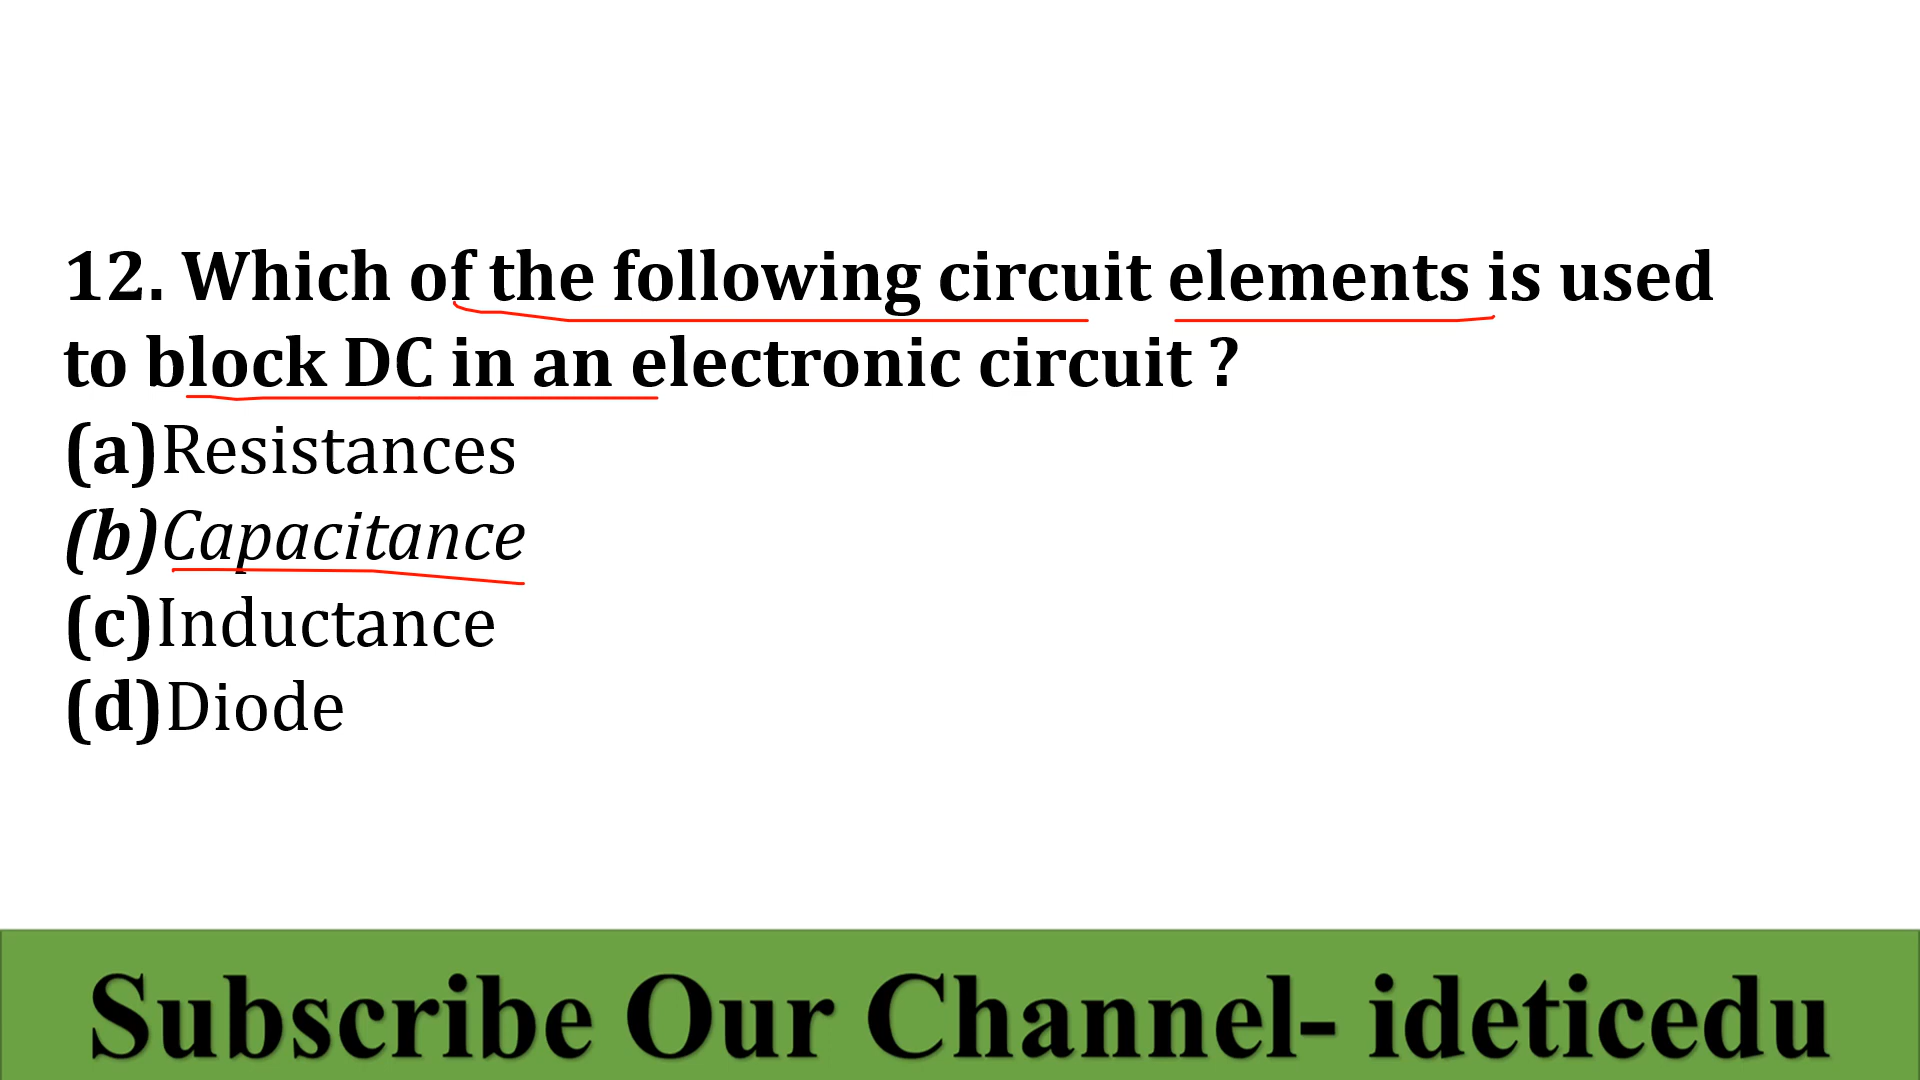 12. Which of the following circuit elements is used
to block DC in an electronic circuit ?
(a)Resistances
(b)Capacitance
(c)Inductance
(d)Diode
Subscribe Our Channel- ideticedu